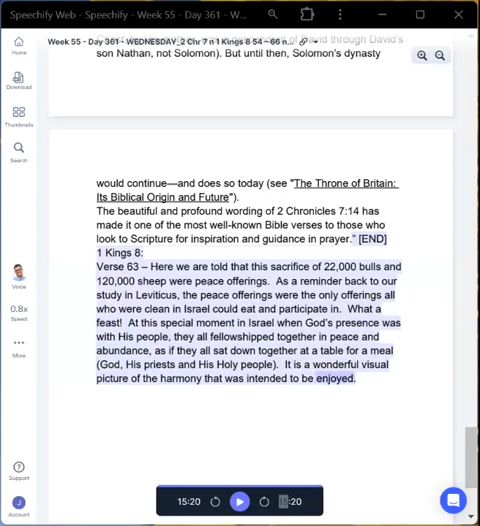 Speechify Web - Speechify - Week 55 - Day 361 - W...
Home
Download
Thumbnails
Search
Voice
0.8x
Speed
More
Support
J
Account
Week 55 - Day 361 - WEDNESDAY_2 Chr 7 n 1 Kings 8 54 – 66 n...
David through David's
son Nathan, not Solomon). But until then, Solomon's dynasty
would continue—and does so today (see "The Throne of Britain:
Its Biblical Origin and Future").
The beautiful and profound wording of 2 Chronicles 7:14 has
made it one of the most well-known Bible verses to those who
look to Scripture for inspiration and guidance in prayer." [END]
1 Kings 8:
Verse 63 – Here we are told that this sacrifice of 22,000 bulls and
120,000 sheep were peace offerings. As a reminder back to our
study in Leviticus, the peace offerings were the only offerings all
who were clean in Israel could eat and participate in. What a
feast! At this special moment in Israel when God's presence was
with His people, they all fellowshipped together in peace and
abundance, as if they all sat down together at a table for a meal
(God, His priests and His Holy people). It is a wonderful visual
picture of the harmony that was intended to be enjoyed.
15:20
:20